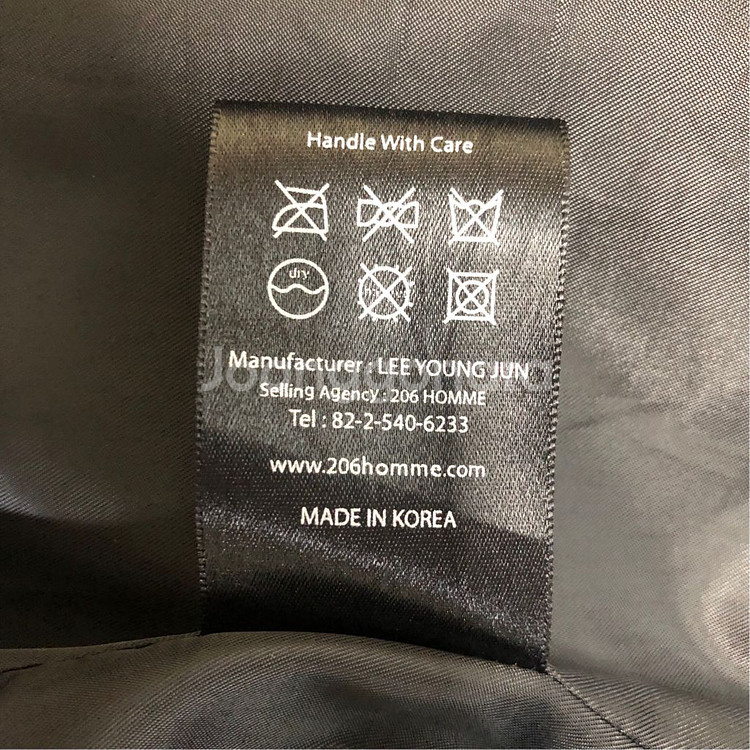 Handle With Care
dry
Manufacturer : LEE YOUNG JUN
Selling Agency : 206 HOMME
Tel : 82-2-540-6233
www.206homme.com
MADE IN KOREA